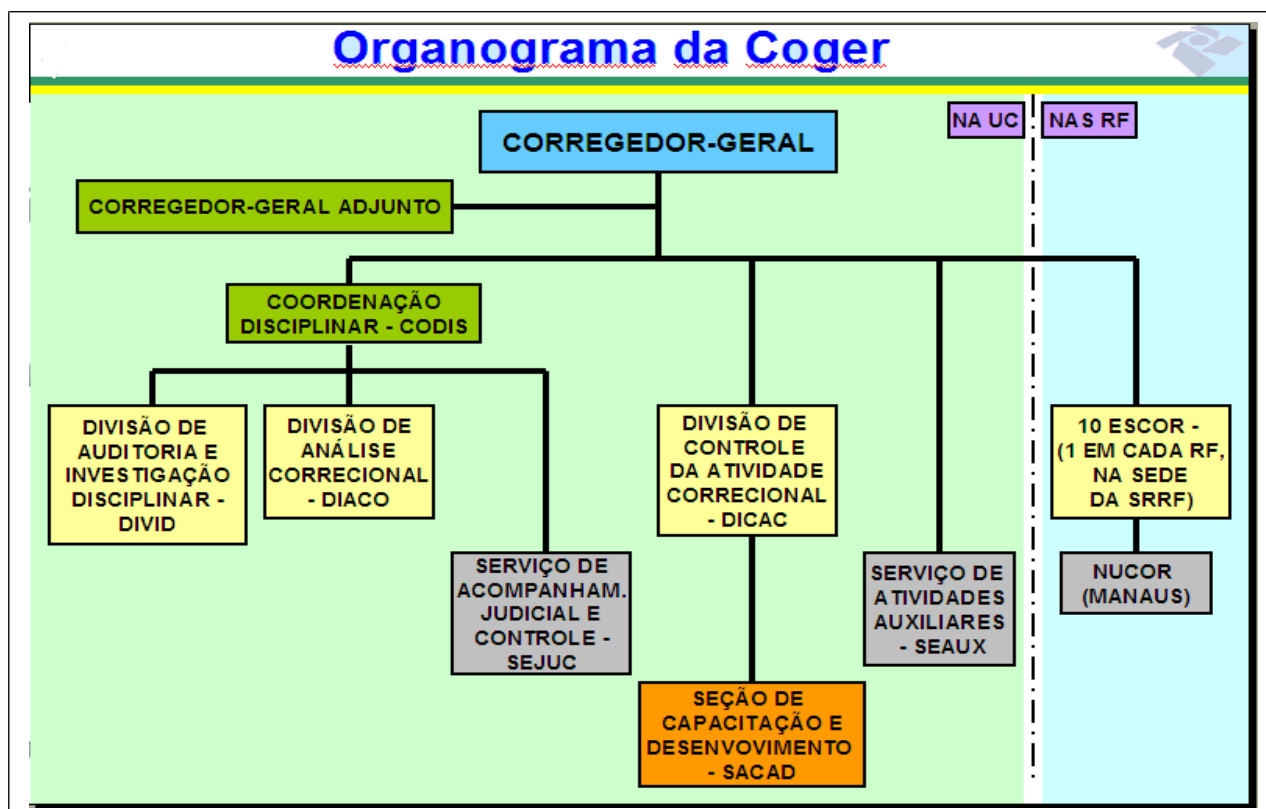 Organograma da Coger
NA UC
NAS RF
CORREGEDOR-GERAL
CORREGEDOR-GERAL ADJUNTO
COORDENAÇÃO
DISCIPLINAR - CODIS
DIVISÃO DE
AUDITORIA E
INVESTIGAÇÃO
DISCIPLINAR -
DIVID
DIVISÃO DE
ANÁLISE
CORRECIONAL
- DIACO
DIVISÃO DE
CONTROLE
DA ATIVIDADE
CORRECIONAL
- DICAC
10 ESCOR -
(1 EM CADA RF,
NA SEDE
DA SRRF)
SERVIÇO DE
ACOMPANHAM.
JUDICIAL E
CONTROLE -
SEJUC
SERVIÇO DE
ATIVIDADES
AUXILIARES
- SEAUX
NUCOR
(MANAUS)
SEÇÃO DE
CAPACITAÇÃO E
DESENVOVIMENTO
- SACAD